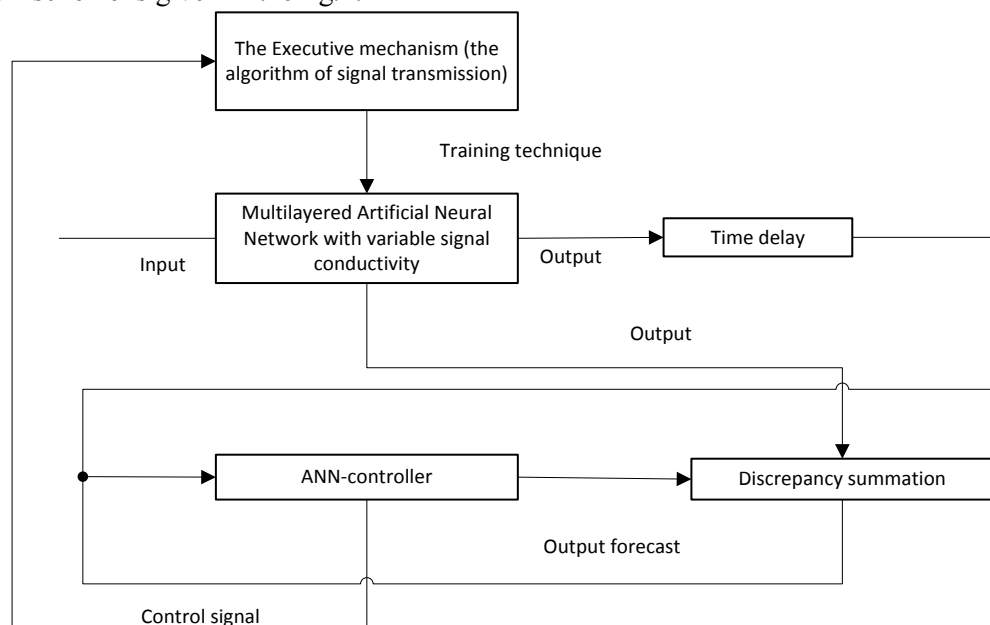 The Executive mechanism (the
algorithm of signal transmission)
Training technique
Multilayered Artificial Neural
Network with variable signal
conductivity
Input
Output
Time delay
Output
ANN-controller
Discrepancy summation
Output forecast
Control signal